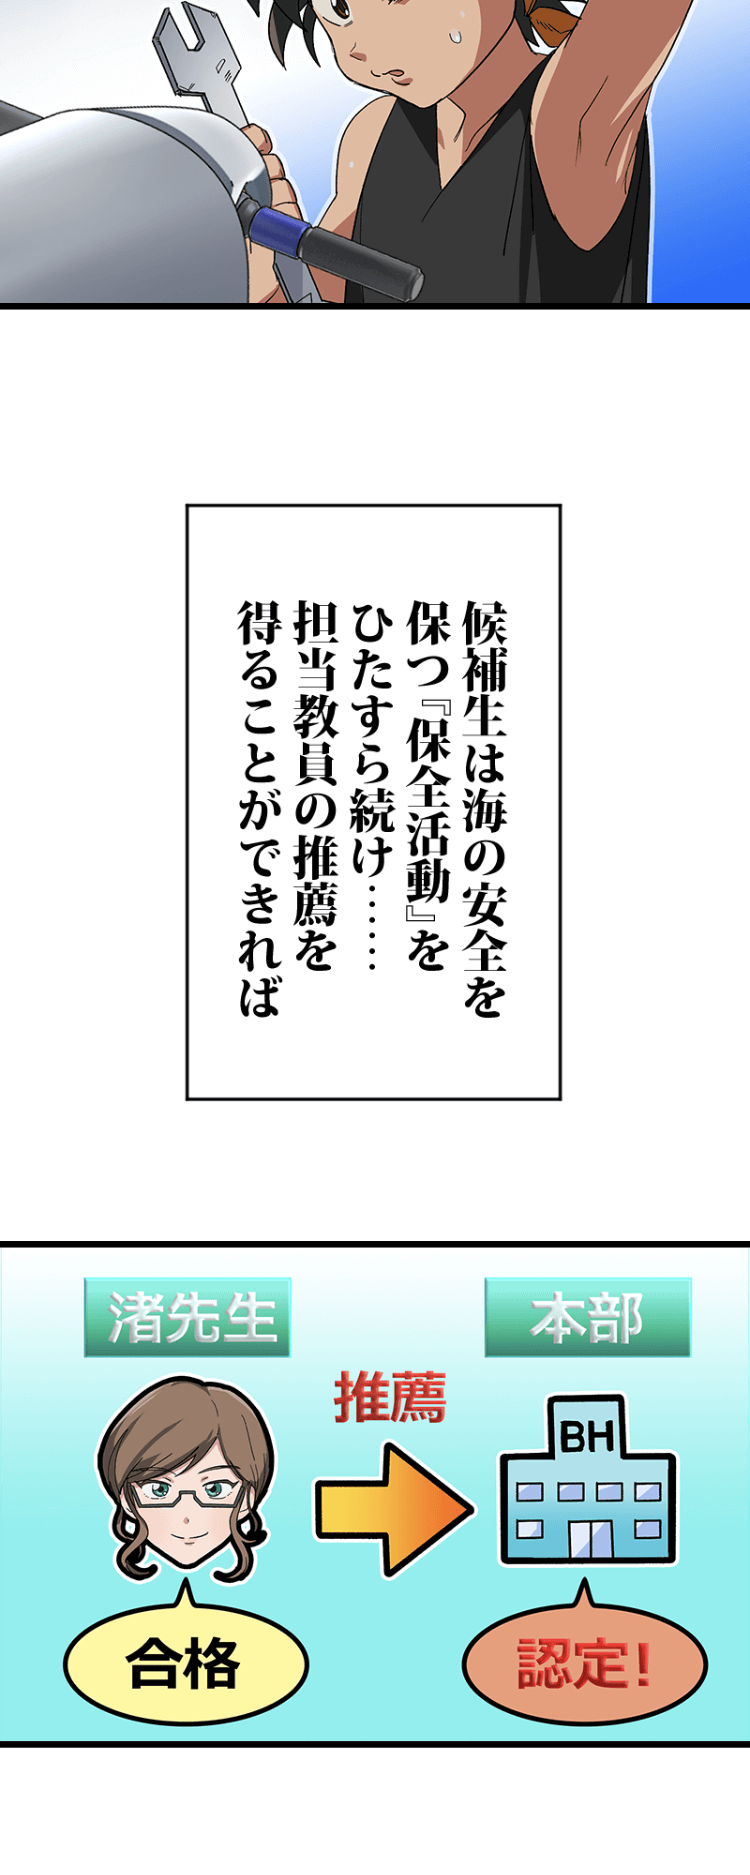 候補生は海の安全を
保つ『保全活動』を
ひたすら続け……
担当教員の推薦を
得ることができれば
渚先生
本部
推薦
BH
合格
認定!